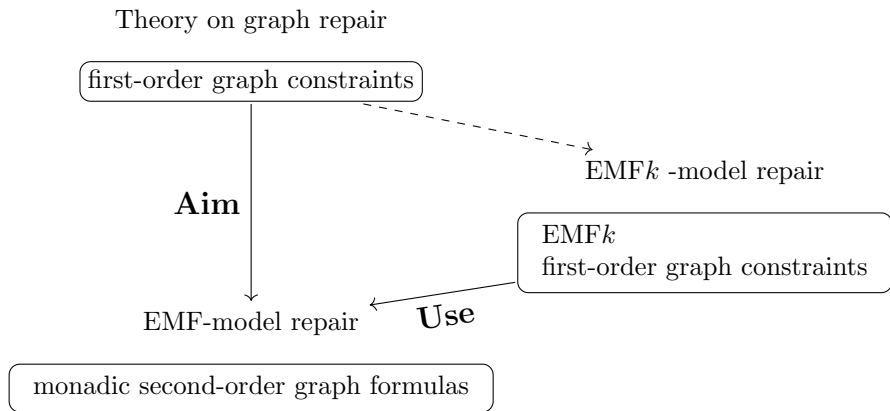 Theory on graph repair
first-order graph constraints
EMFk -model repair
Aim
EMFk
first-order graph constraints
Use
EMF-model repair
monadic second-order graph formulas